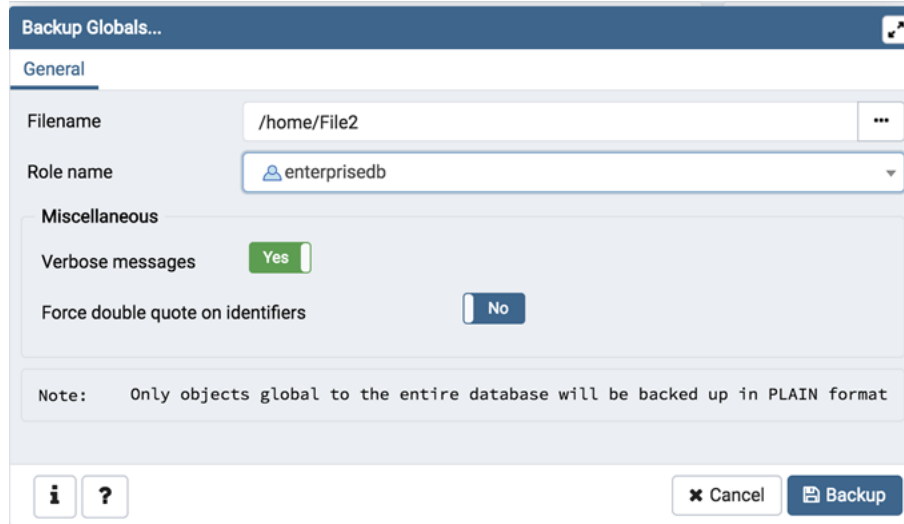 Backup Globals...
General
Filename /home/File2 ...
Role name enterprisedb
Miscellaneous
Verbose messages Yes
Force double quote on identifiers No
Note: Only objects global to the entire database will be backed up in PLAIN format
i ? Cancel Backup